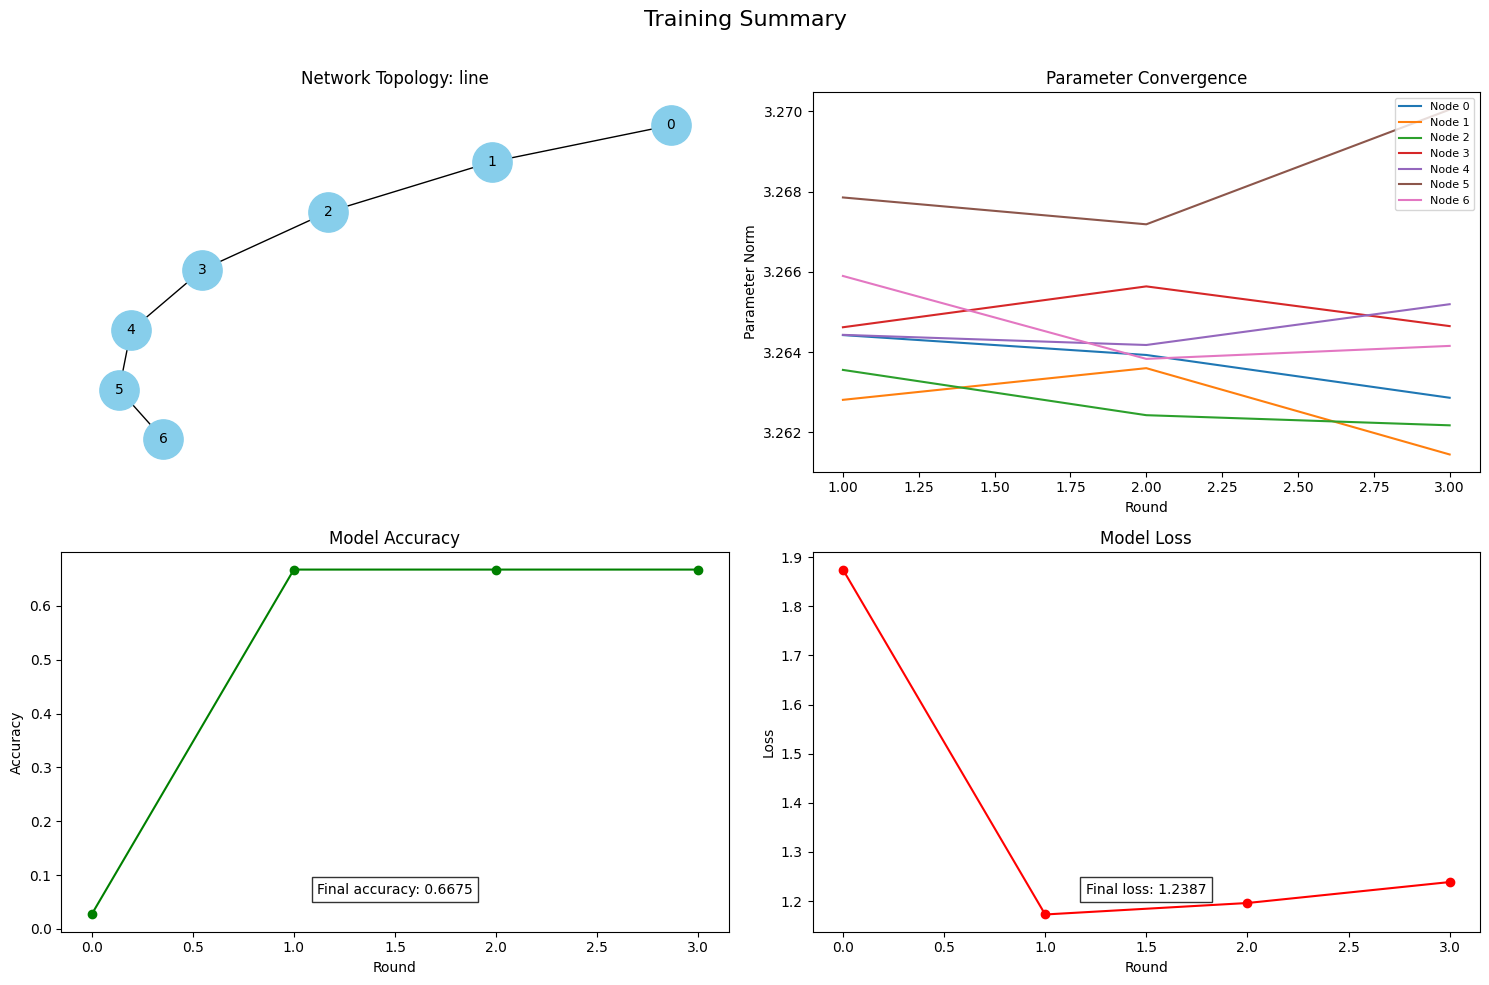 Training Summary
Network Topology: line
0
1
2
3
4
5
6
Parameter Convergence
Parameter Norm
3.270
3.268
3.266
3.264
3.262
Node 0
Node 1
Node 2
Node 3
Node 4
Node 5
Node 6
1.00 1.25 1.50 1.75 2.00 2.25 2.50 2.75 3.00
Round
Model Accuracy
Accuracy
0.6
0.5
0.4
0.3
0.2
0.1
0.0
Final accuracy: 0.6675
0.0 0.5 1.0 1.5 2.0 2.5 3.0
Round
Model Loss
Loss
1.9
1.8
1.7
1.6
1.5
1.4
1.3
1.2
Final loss: 1.2387
0.0 0.5 1.0 1.5 2.0 2.5 3.0
Round